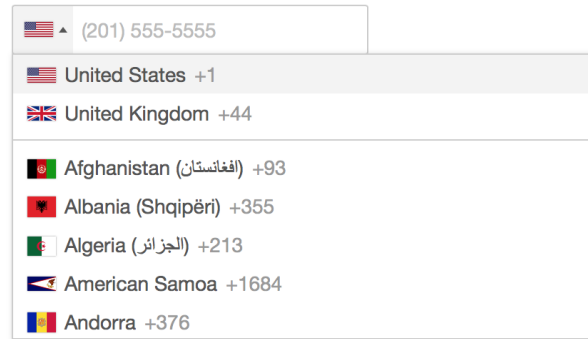 (201) 555-5555
United States +1
United Kingdom +44
Afghanistan (افغانستان) +93
Albania (Shqipëri) +355
Algeria (الجزائر) +213
American Samoa +1684
Andorra +376